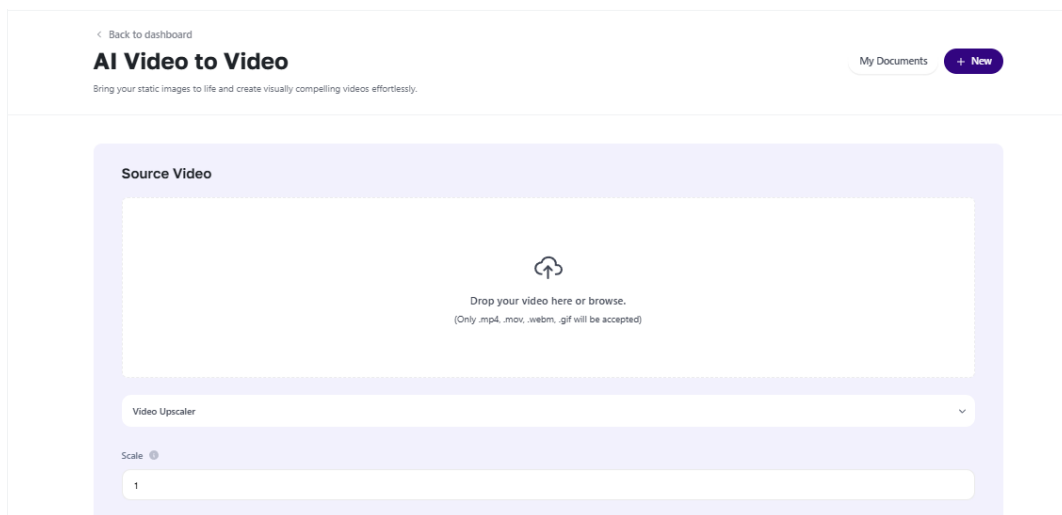 Back to dashboard
AI Video to Video
My Documents
+ New
Bring your static images to life and create visually compelling videos effortlessly.
Source Video
Drop your video here or browse.
(Only .mp4, .mov, .webm, .gif will be accepted)
Video Upscaler
Scale
1